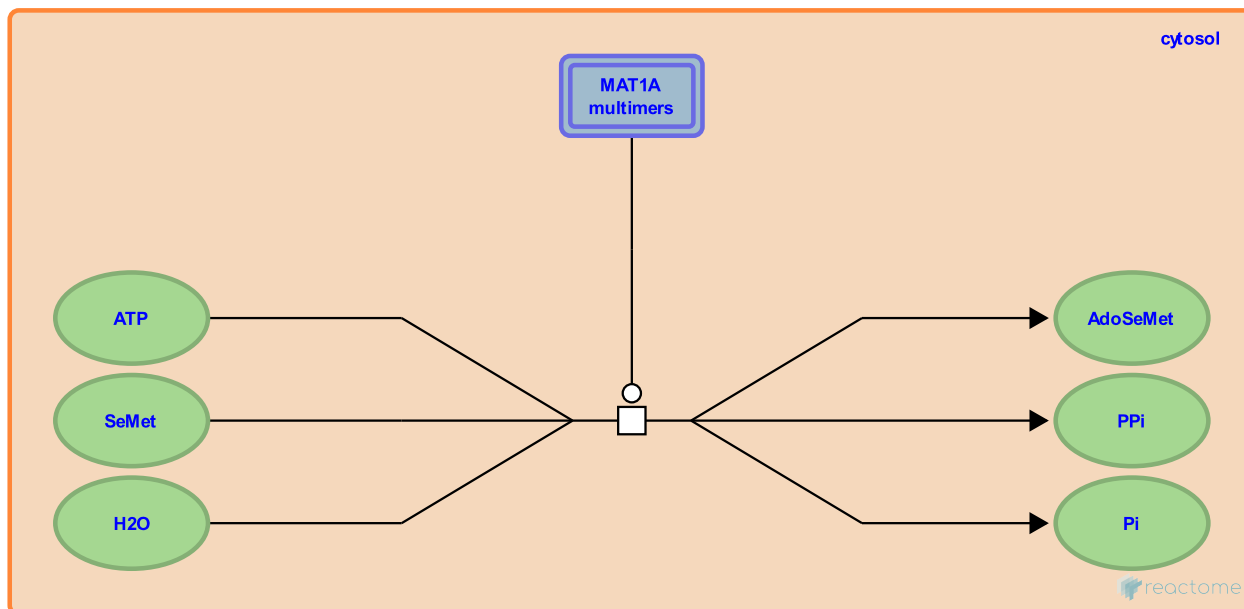 cytosol
MAT1A
multimers
ATP
AdoSeMet
SeMet
PPi
H2O
Pi
reactome